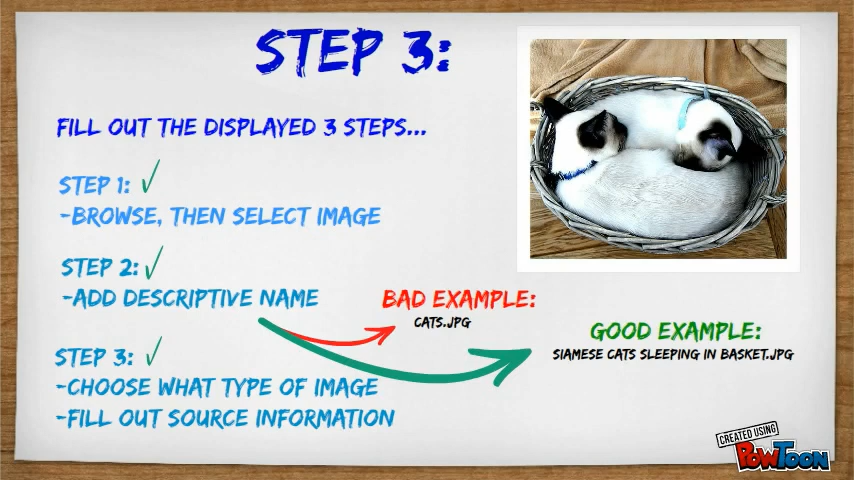 STEP 3:
FILL OUT THE DISPLAYED 3 STEPS...
STEP 1:
-BROWSE, THEN SELECT IMAGE
STEP 2:
-ADD DESCRIPTIVE NAME
BAD EXAMPLE:
CATS.JPG
GOOD EXAMPLE:
SIAMESE CATS SLEEPING IN BASKET.JPG
STEP 3:
-CHOOSE WHAT TYPE OF IMAGE
-FILL OUT SOURCE INFORMATION
CREATED USING
POWTOON